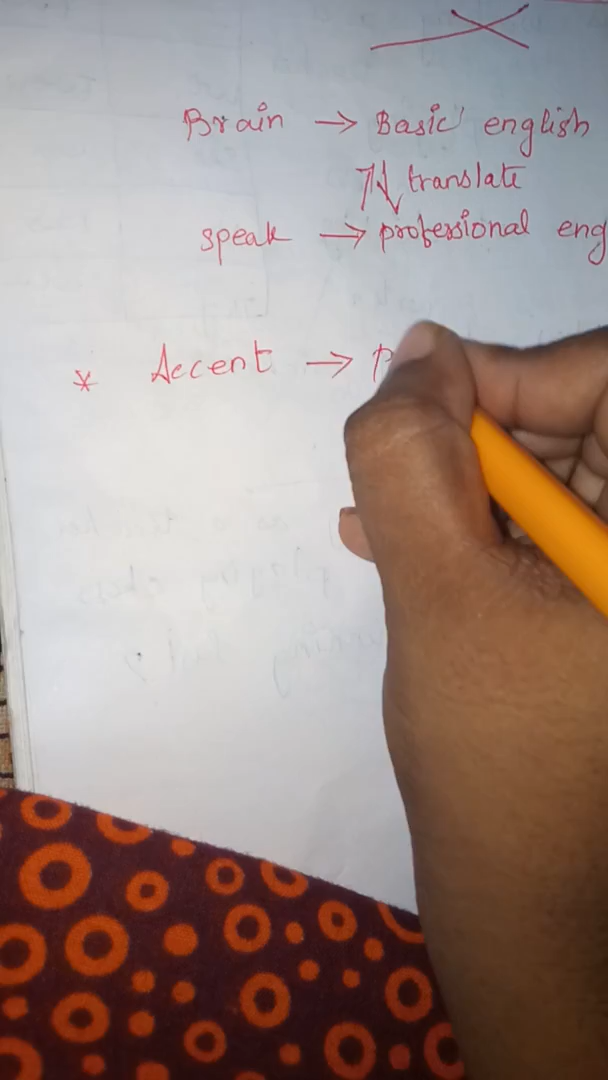 Brain → Basic english
↑↓ translate
speak → professional eng
* Accent → P